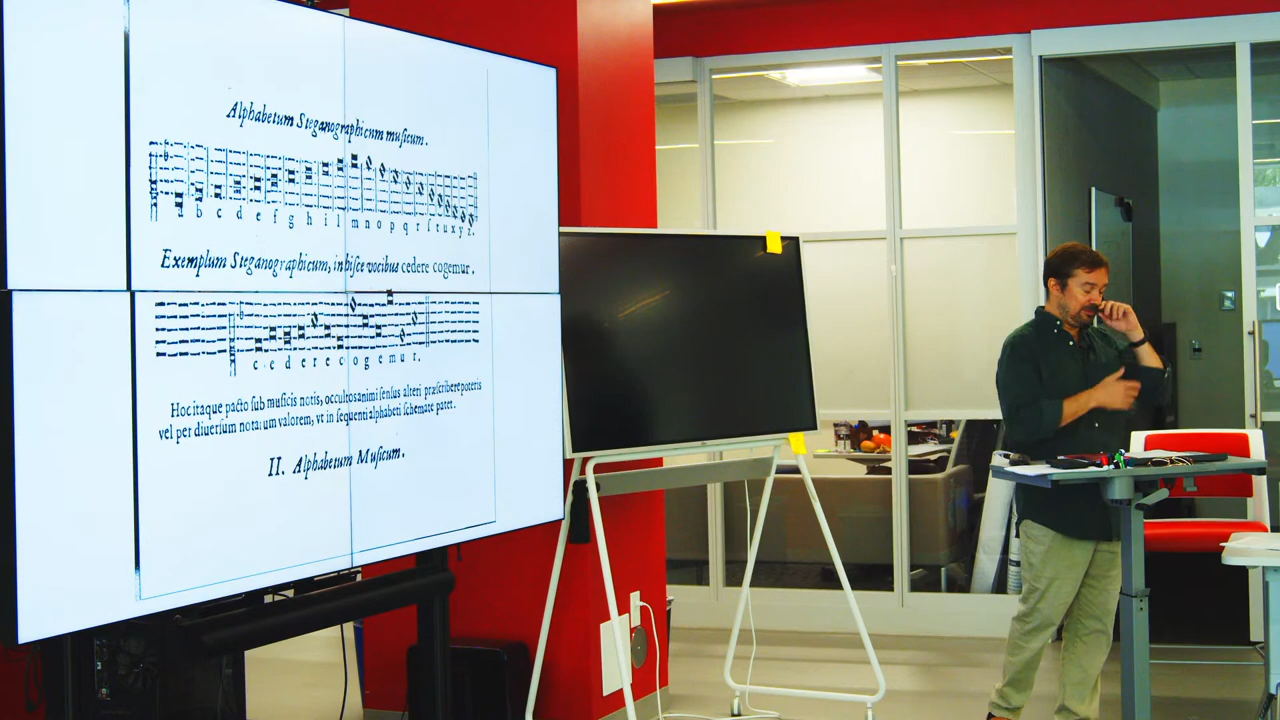 Alphabetum Steganographicum muſicum.
a b c d e f g h i l m n o p q r ſ t u x y z.
Exemplum Steganographicum, in hiſce vocibus cedere cogemur.
c e d e r e c o g e m u r.
Hoc itaque pacto ſub muſicis notis, occultos animi ſenſus alteri præſcribere poteris
vel per diuerſum notarum valorem, vt in ſequenti alphabeti ſchemate patet.
II. Alphabetum Muſicum.